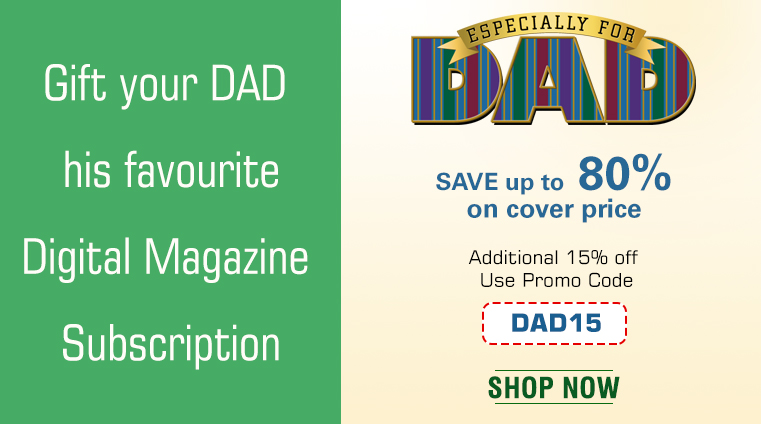 Gift your DAD
his favourite
Digital Magazine
Subscription
ESPECIALLY FOR
DAD
SAVE up to 80%
on cover price
Additional 15% off
Use Promo Code
DAD15
SHOP NOW